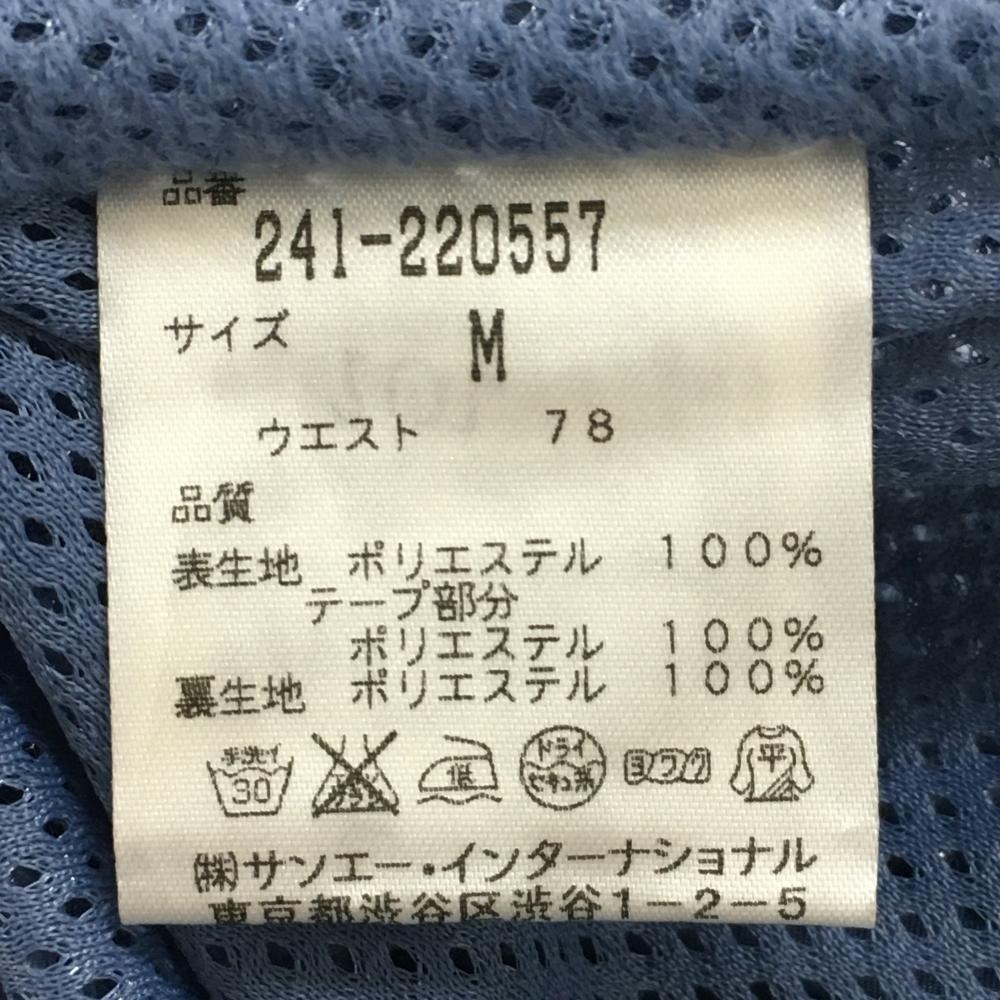 品番
241-220557
サイズ M
ウエスト 78
品質
表生地 ポリエステル 100%
テープ部分
ポリエステル 100%
裏生地 ポリエステル 100%
手洗イ 30 低 ドライ セキユ系 ヨワク 平
㈱サンエー・インターナショナル
東京都渋谷区渋谷1-2-5